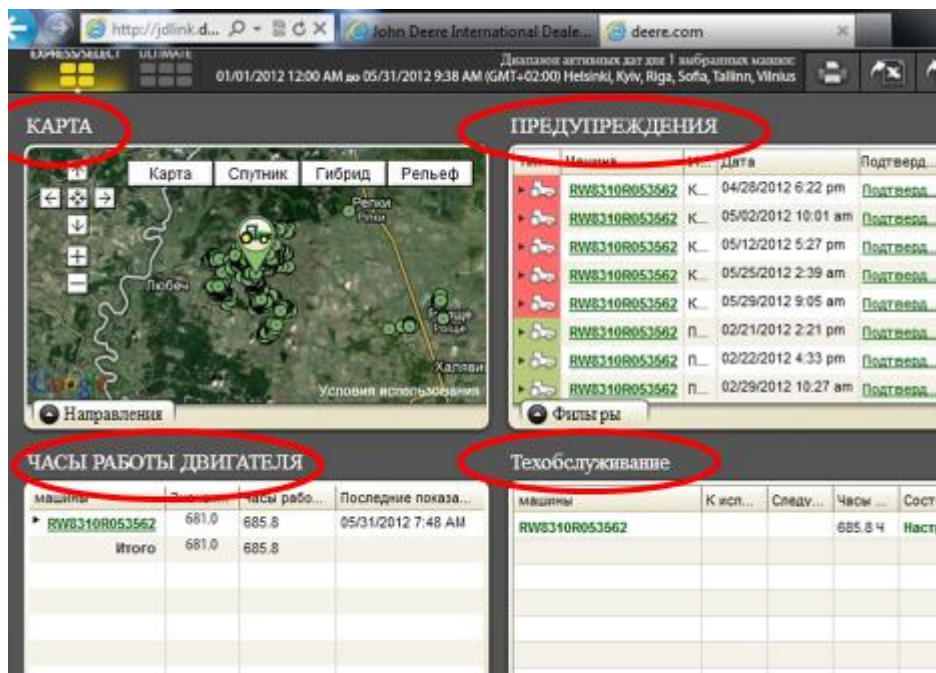 http://jdlink.d...
John Deere International Deale...
deere.com
EXPRESS/SELECT
ULTIMATE
Диапазон активных дат для 1 выбранных машин:
01/01/2012 12:00 AM до 05/31/2012 9:38 AM (GMT+02:00) Helsinki, Kyiv, Riga, Sofia, Tallinn, Vilnius
КАРТА
Карта Спутник Гибрид Рельеф
Репки
Любеч
Условия использования
Направления
ПРЕДУПРЕЖДЕНИЯ
Машина И... Дата Подтверд...
RW8310R053562 К... 04/28/2012 6:22 pm Подтверд...
RW8310R053562 К... 05/02/2012 10:01 am Подтверд...
RW8310R053562 К... 05/12/2012 5:27 pm Подтверд...
RW8310R053562 К... 05/25/2012 2:39 am Подтверд...
RW8310R053562 К... 05/29/2012 9:05 am Подтверд...
RW8310R053562 П... 02/21/2012 2:21 pm Подтверд...
RW8310R053562 П... 02/22/2012 4:33 pm Подтверд...
RW8310R053562 П... 02/29/2012 10:27 am Подтверд...
Фильтры
ЧАСЫ РАБОТЫ ДВИГАТЕЛЯ
машины Часы рабо... Последние показа...
RW8310R053562 681.0 685.8 05/31/2012 7:48 AM
Итого 681.0 685.8
Техобслуживание
машины К исп... Следу... Часы ... Сост
RW8310R053562 685.8 Ч Наст